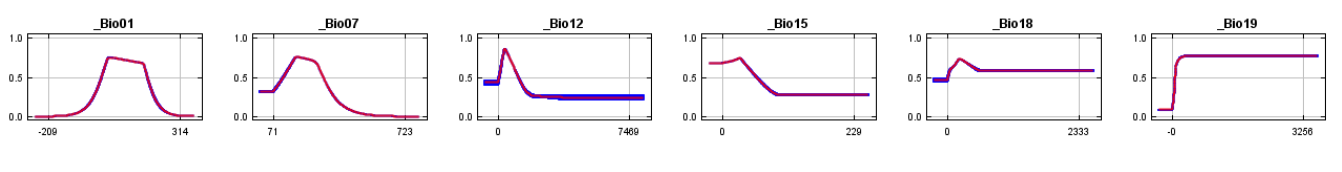 _Bio01 _Bio07 _Bio12 _Bio15 _Bio18 _Bio19
1.0 1.0 1.0 1.0 1.0 1.0
0.5 0.5 0.5 0.5 0.5 0.5
0.0 0.0 0.0 0.0 0.0 0.0
-209 314 71 723 0 7469 0 229 0 2333 -0 3256